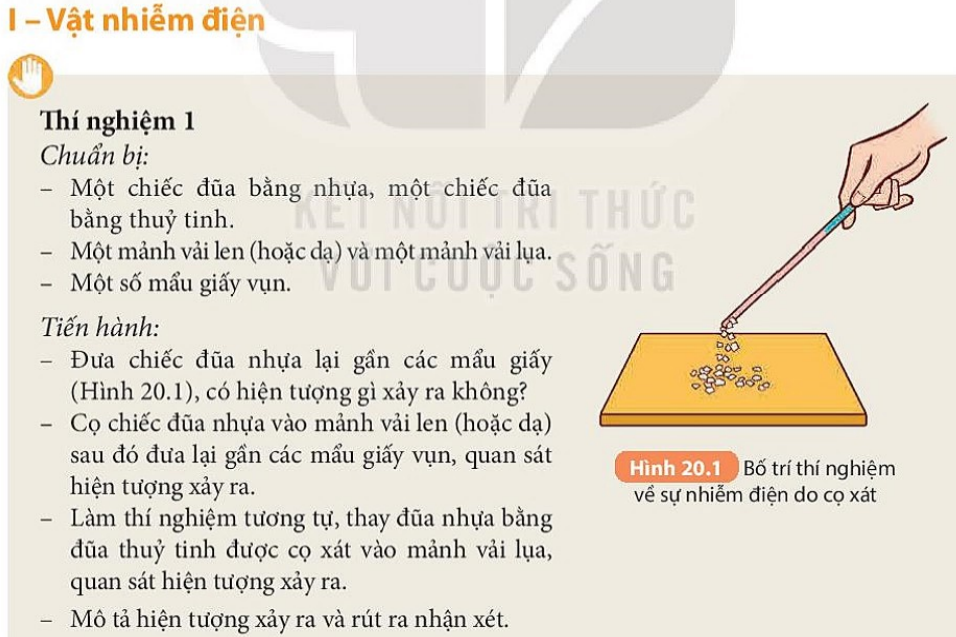 I – Vật nhiễm điện
Thí nghiệm 1
Chuẩn bị:
– Một chiếc đũa bằng nhựa, một chiếc đũa
bằng thuỷ tinh.
– Một mảnh vải len (hoặc dạ) và một mảnh vải lụa.
– Một số mẩu giấy vụn.
Tiến hành:
– Đưa chiếc đũa nhựa lại gần các mẩu giấy
(Hình 20.1), có hiện tượng gì xảy ra không?
– Cọ chiếc đũa nhựa vào mảnh vải len (hoặc dạ)
sau đó đưa lại gần các mẩu giấy vụn, quan sát
hiện tượng xảy ra.
– Làm thí nghiệm tương tự, thay đũa nhựa bằng
đũa thuỷ tinh được cọ xát vào mảnh vải lụa,
quan sát hiện tượng xảy ra.
– Mô tả hiện tượng xảy ra và rút ra nhận xét.
KẾT NỐI TRI THỨC
VỚI CUỘC SỐNG
Hình 20.1 Bố trí thí nghiệm
về sự nhiễm điện do cọ xát